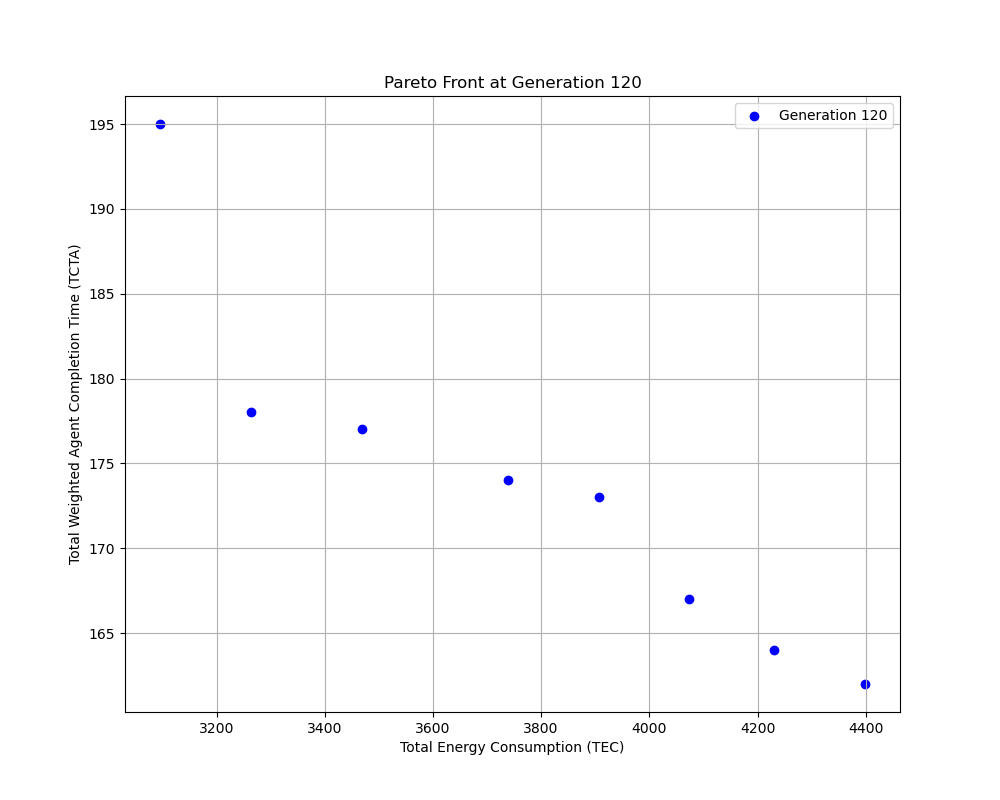 Pareto Front at Generation 120
Generation 120
Total Weighted Agent Completion Time (TCTA)
195
190
185
180
175
170
165
3200 3400 3600 3800 4000 4200 4400
Total Energy Consumption (TEC)